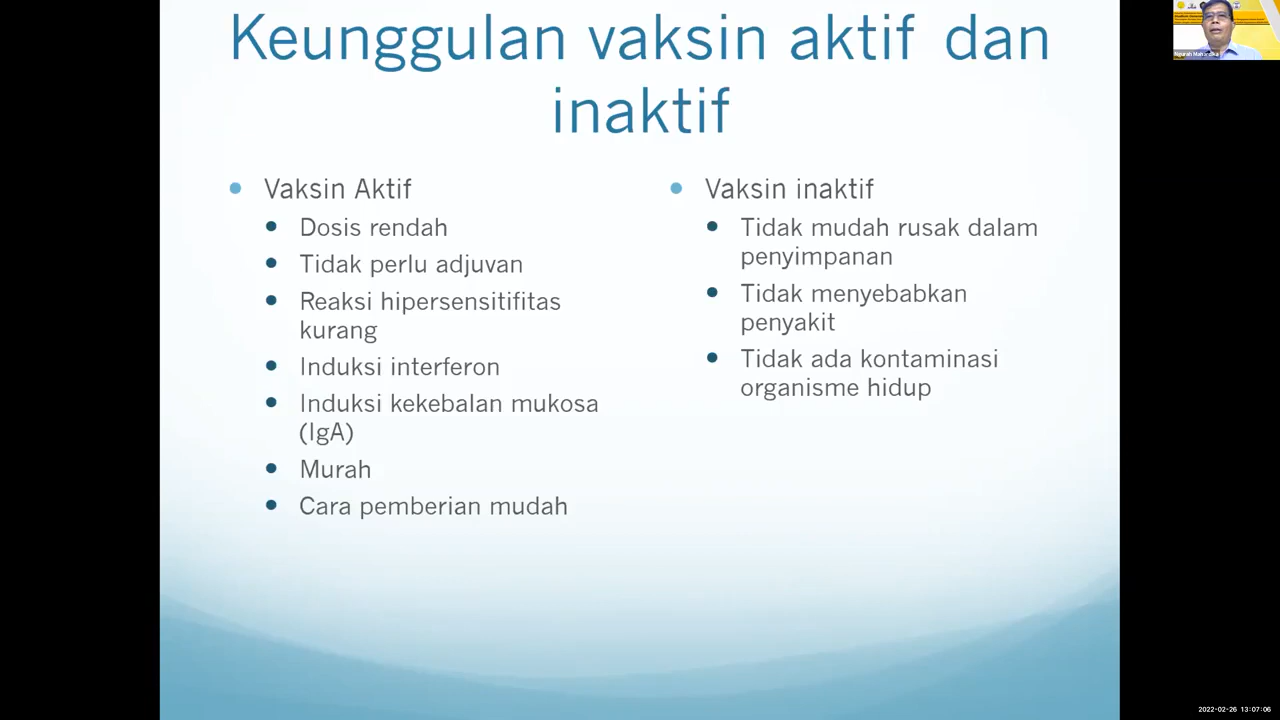 Keunggulan vaksin aktif dan
inaktif
Vaksin Aktif
Dosis rendah
Tidak perlu adjuvan
Reaksi hipersensitifitas
kurang
Induksi interferon
Induksi kekebalan mukosa
(IgA)
Murah
Cara pemberian mudah
Vaksin inaktif
Tidak mudah rusak dalam
penyimpanan
Tidak menyebabkan
penyakit
Tidak ada kontaminasi
organisme hidup
2022-02-26 13:07:06